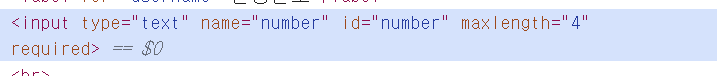 <input type="text" name="number" id="number" maxlength="4"
required> == $0
<br>